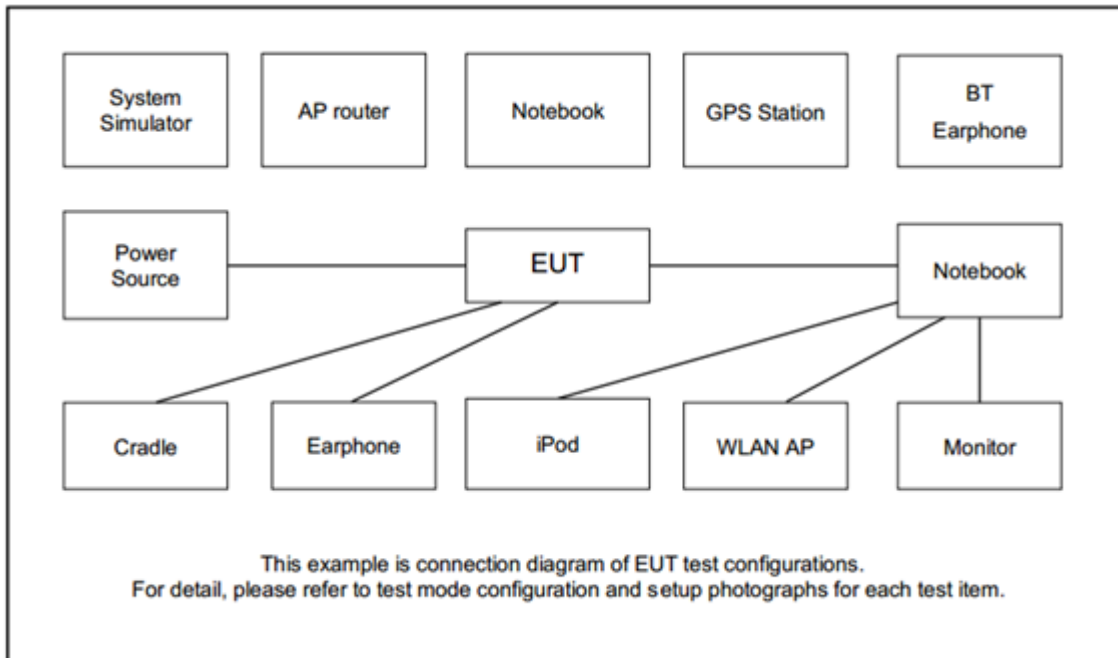 System
Simulator
AP router
Notebook
GPS Station
BT
Earphone
Power
Source
EUT
Notebook
Cradle
Earphone
iPod
WLAN AP
Monitor
This example is connection diagram of EUT test configurations.
For detail, please refer to test mode configuration and setup photographs for each test item.